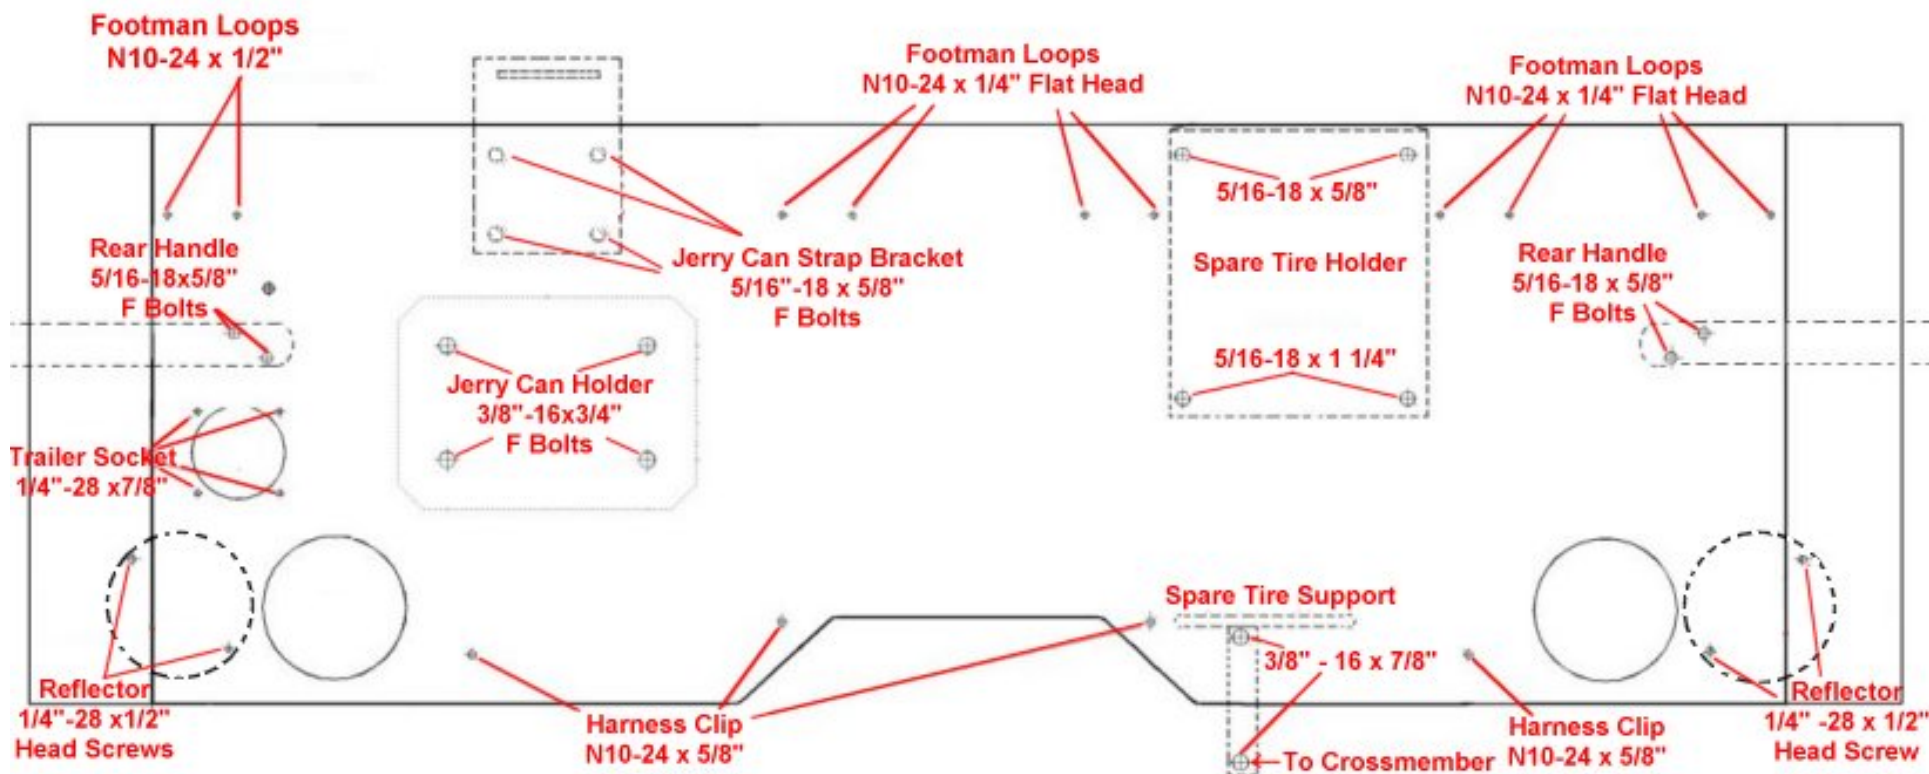 Footman Loops
N10-24 x 1/2"
Footman Loops
N10-24 x 1/4" Flat Head
Footman Loops
N10-24 x 1/4" Flat Head
5/16-18 x 5/8"
Rear Handle
5/16-18x5/8"
F Bolts
Jerry Can Strap Bracket
5/16"-18 x 5/8"
F Bolts
Spare Tire Holder
Rear Handle
5/16-18 x 5/8"
F Bolts
5/16-18 x 1 1/4"
Jerry Can Holder
3/8"-16x3/4"
F Bolts
Trailer Socket
1/4"-28 x7/8"
Spare Tire Support
3/8" - 16 x 7/8"
Reflector
1/4"-28 x1/2"
Head Screws
Harness Clip
N10-24 x 5/8"
To Crossmember
Harness Clip
N10-24 x 5/8"
Reflector
1/4" -28 x 1/2"
Head Screw